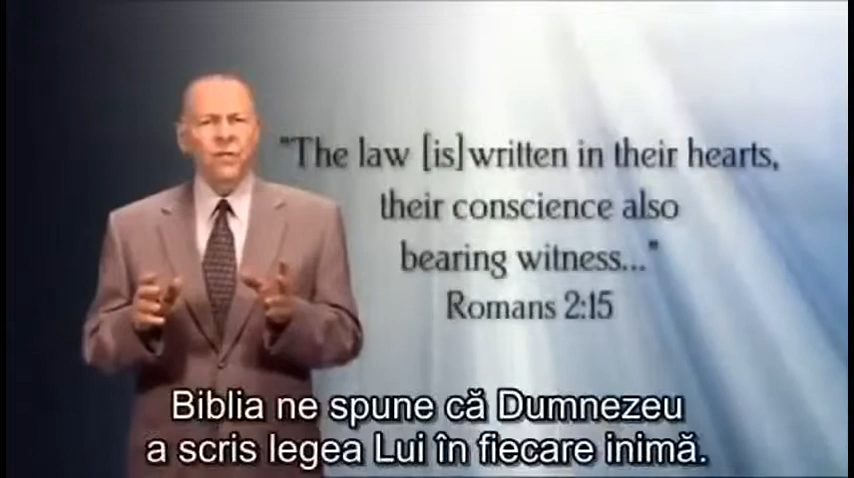 "The law [is]written in their hearts,
their conscience also
bearing witness..."
Romans 2:15
Biblia ne spune că Dumnezeu
a scris legea Lui în fiecare inimă.